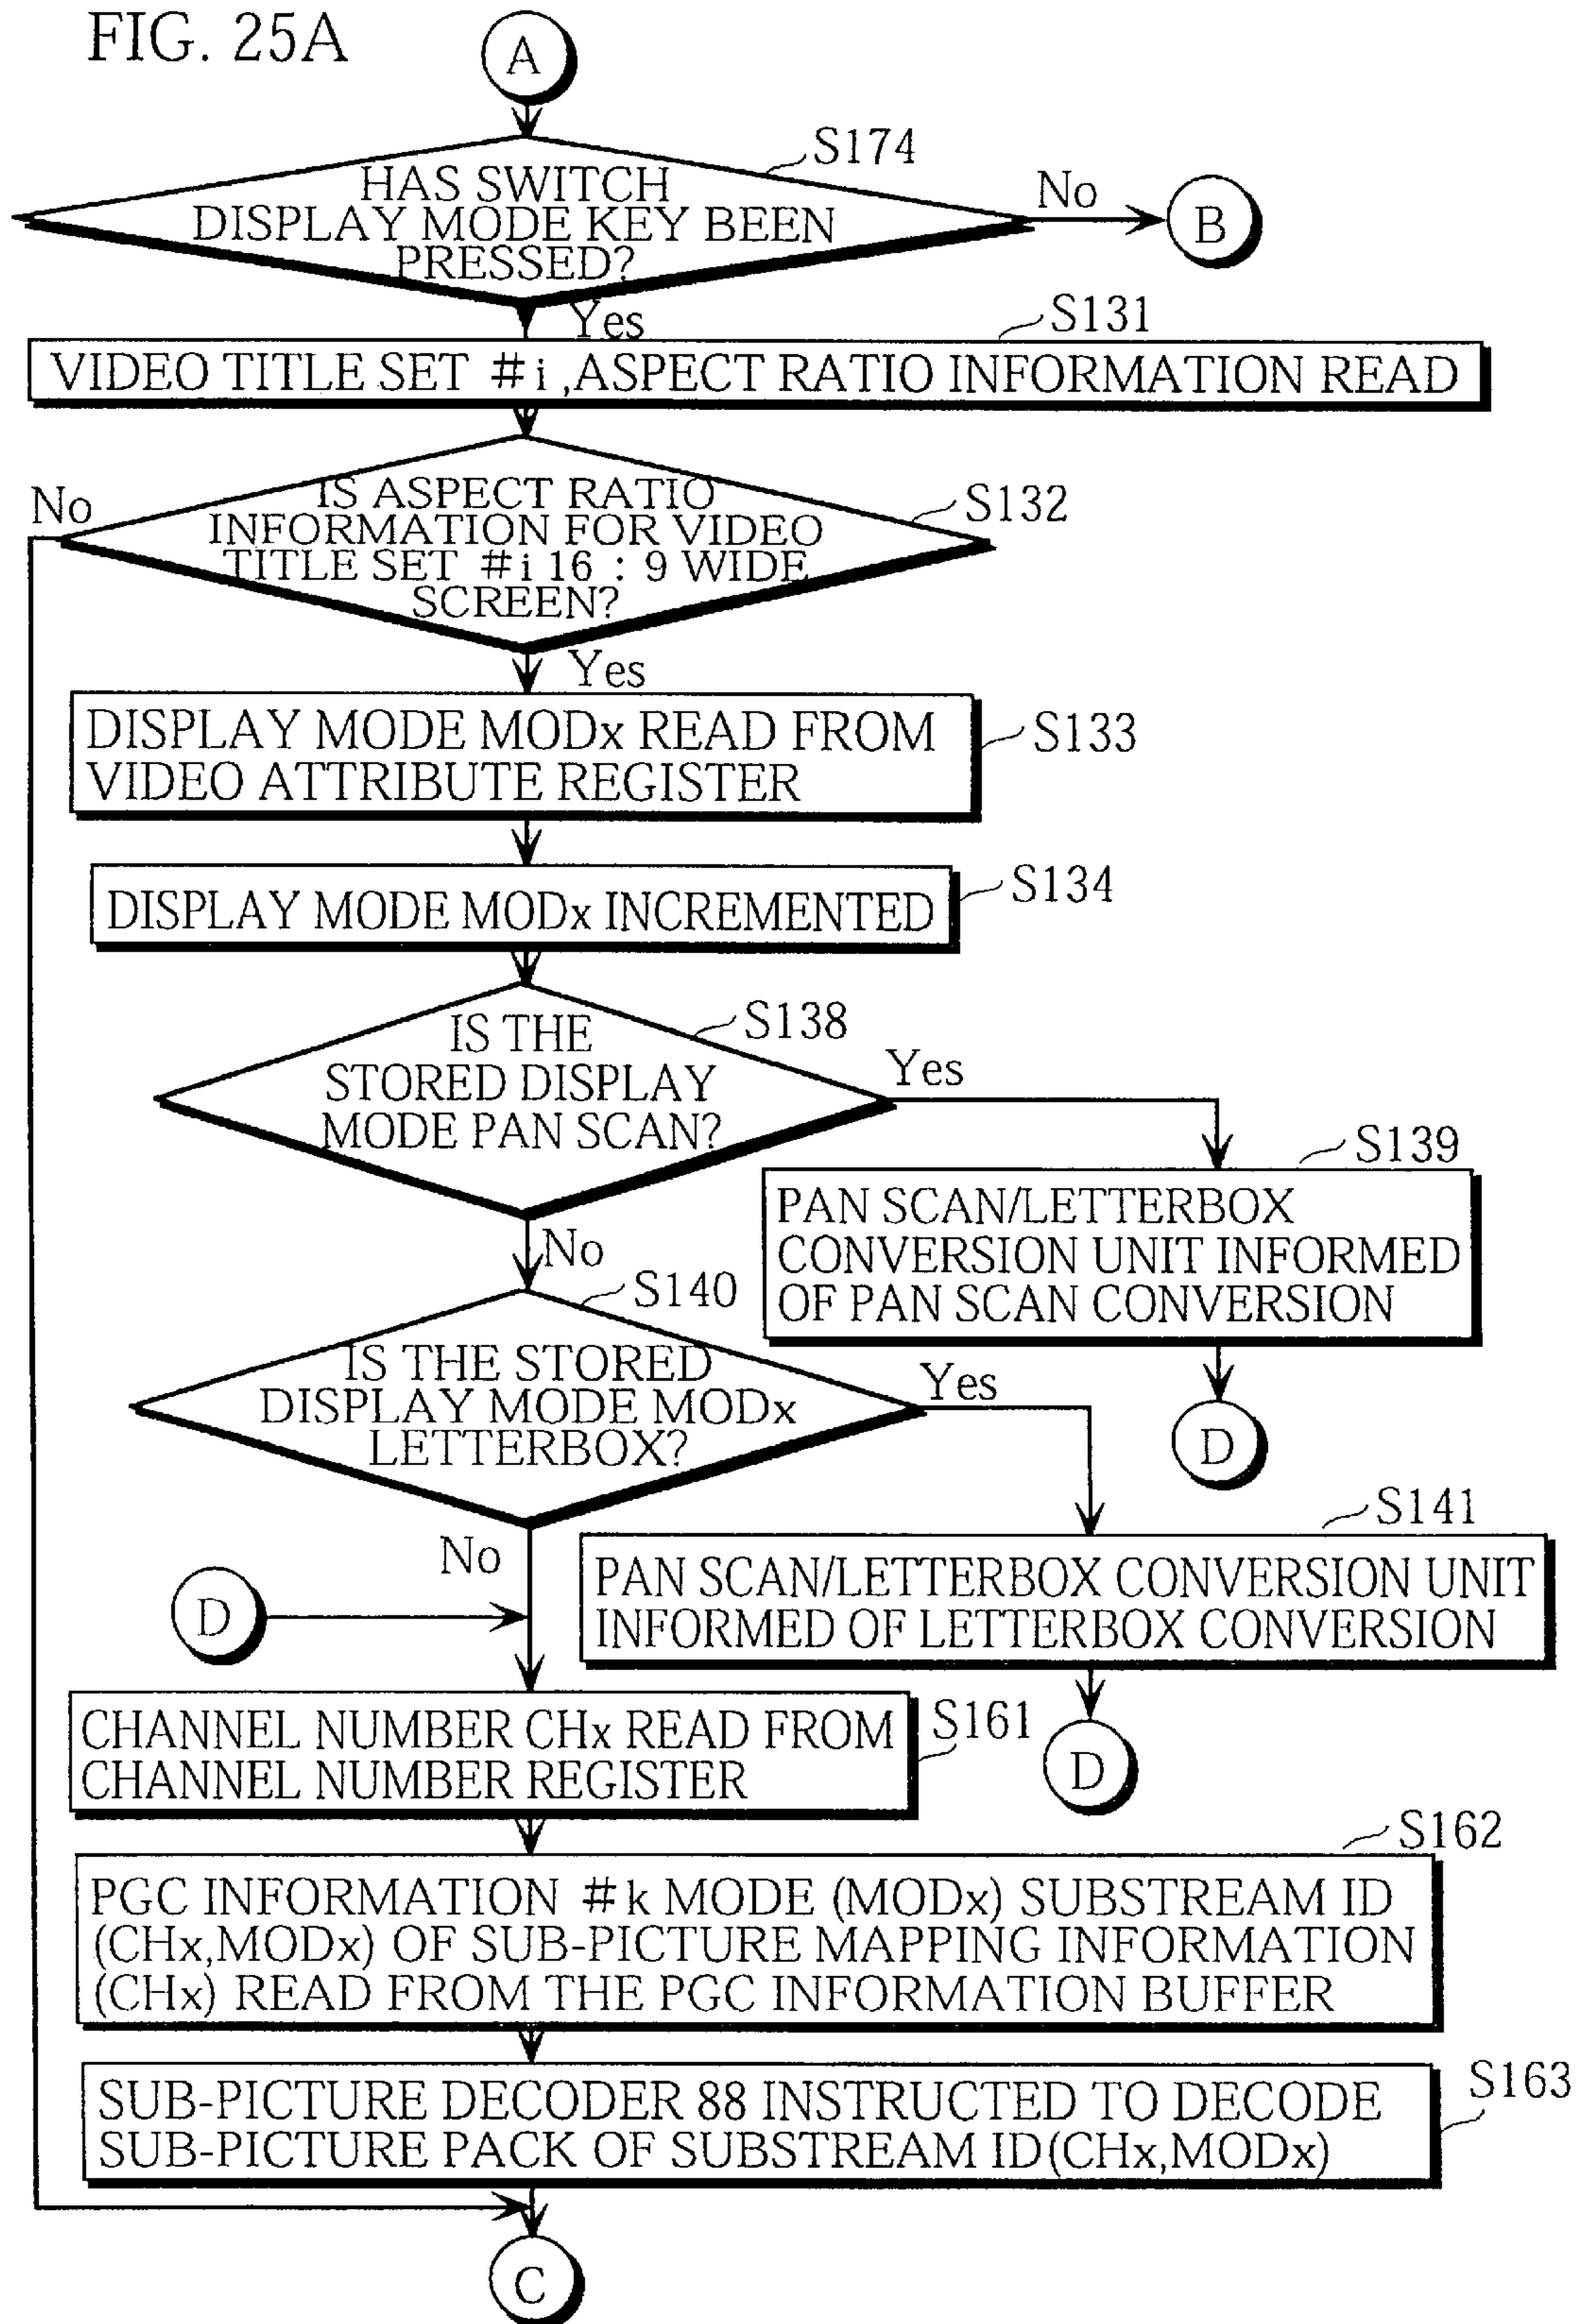 FIG. 25A
A
S174
HAS SWITCH
DISPLAY MODE KEY BEEN
PRESSED?
No
B
Yes
S131
VIDEO TITLE SET #i ,ASPECT RATIO INFORMATION READ
No
IS ASPECT RATIO
INFORMATION FOR VIDEO
TITLE SET #i 16 : 9 WIDE
SCREEN?
S132
Yes
DISPLAY MODE MODx READ FROM
VIDEO ATTRIBUTE REGISTER
S133
DISPLAY MODE MODx INCREMENTED
S134
IS THE
STORED DISPLAY
MODE PAN SCAN?
S138
Yes
S139
PAN SCAN/LETTERBOX
CONVERSION UNIT INFORMED
OF PAN SCAN CONVERSION
D
No
S140
IS THE STORED
DISPLAY MODE MODx
LETTERBOX?
Yes
S141
PAN SCAN/LETTERBOX CONVERSION UNIT
INFORMED OF LETTERBOX CONVERSION
D
No
D
CHANNEL NUMBER CHx READ FROM
CHANNEL NUMBER REGISTER
S161
S162
PGC INFORMATION #k MODE (MODx) SUBSTREAM ID
(CHx,MODx) OF SUB-PICTURE MAPPING INFORMATION
(CHx) READ FROM THE PGC INFORMATION BUFFER
S163
SUB-PICTURE DECODER 88 INSTRUCTED TO DECODE
SUB-PICTURE PACK OF SUBSTREAM ID(CHx,MODx)
C